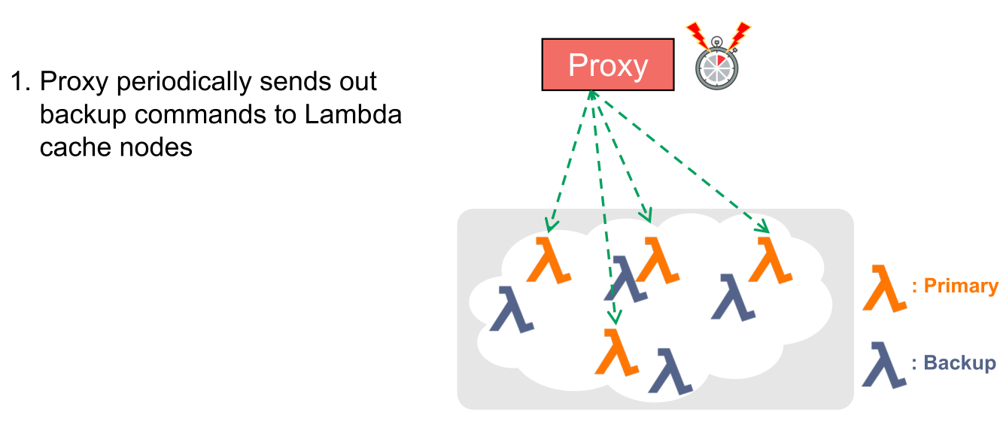 1. Proxy periodically sends out
backup commands to Lambda
cache nodes
Proxy
: Primary
: Backup